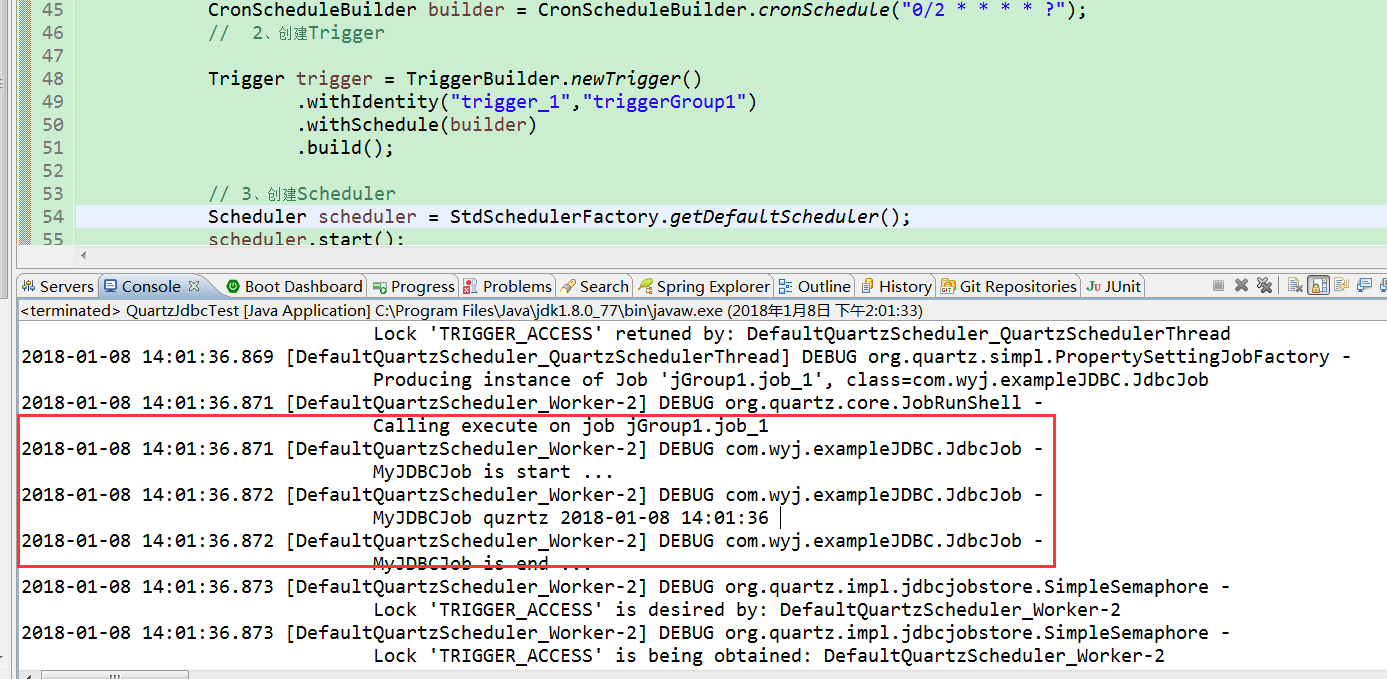 45 CronScheduleBuilder builder = CronScheduleBuilder.cronSchedule("0/2 * * * * ?");
46 //  2、创建Trigger
47
48 Trigger trigger = TriggerBuilder.newTrigger()
49 .withIdentity("trigger_1","triggerGroup1")
50 .withSchedule(builder)
51 .build();
52
53 // 3、创建Scheduler
54 Scheduler scheduler = StdSchedulerFactory.getDefaultScheduler();
55 scheduler.start();
Servers Console Boot Dashboard Progress Problems Search Spring Explorer Outline History Git Repositories JUnit
<terminated> QuartzJdbcTest [Java Application] C:\Program Files\Java\jdk1.8.0_77\bin\javaw.exe (2018年1月8日 下午2:01:33)
Lock 'TRIGGER_ACCESS' retuned by: DefaultQuartzScheduler_QuartzSchedulerThread
2018-01-08 14:01:36.869 [DefaultQuartzScheduler_QuartzSchedulerThread] DEBUG org.quartz.simpl.PropertySettingJobFactory -
Producing instance of Job 'jGroup1.job_1', class=com.wyj.exampleJDBC.JdbcJob
2018-01-08 14:01:36.871 [DefaultQuartzScheduler_Worker-2] DEBUG org.quartz.core.JobRunShell -
Calling execute on job jGroup1.job_1
2018-01-08 14:01:36.871 [DefaultQuartzScheduler_Worker-2] DEBUG com.wyj.exampleJDBC.JdbcJob -
MyJDBCJob is start ...
2018-01-08 14:01:36.872 [DefaultQuartzScheduler_Worker-2] DEBUG com.wyj.exampleJDBC.JdbcJob -
MyJDBCJob quzrtz 2018-01-08 14:01:36
2018-01-08 14:01:36.872 [DefaultQuartzScheduler_Worker-2] DEBUG com.wyj.exampleJDBC.JdbcJob -
MyJDBCJob is end ...
2018-01-08 14:01:36.873 [DefaultQuartzScheduler_Worker-2] DEBUG org.quartz.impl.jdbcjobstore.SimpleSemaphore -
Lock 'TRIGGER_ACCESS' is desired by: DefaultQuartzScheduler_Worker-2
2018-01-08 14:01:36.873 [DefaultQuartzScheduler_Worker-2] DEBUG org.quartz.impl.jdbcjobstore.SimpleSemaphore -
Lock 'TRIGGER_ACCESS' is being obtained: DefaultQuartzScheduler_Worker-2